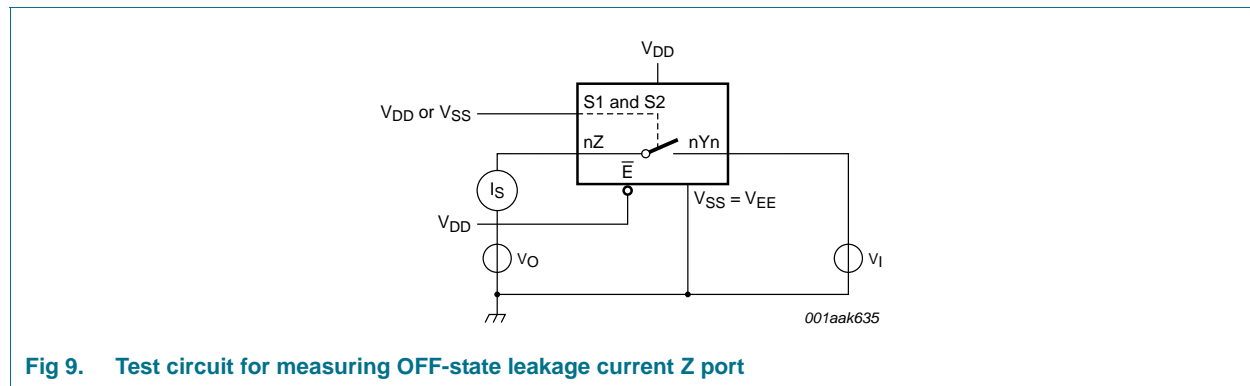 VDD
S1 and S2
VDD or VSS
nZ
nYn
E
IS
VSS = VEE
VDD
VO
VI
001aak635
Fig 9. Test circuit for measuring OFF-state leakage current Z port